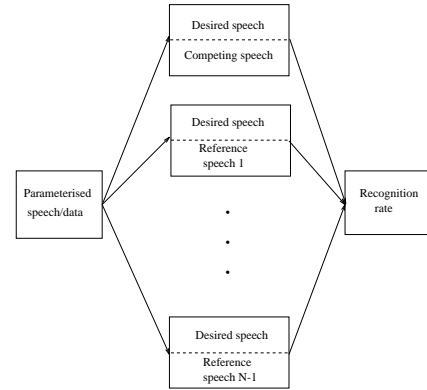 Desired speech
Competing speech
Desired speech
Reference
speech 1
Parameterised
speech/data
Recognition
rate
Desired speech
Reference
speech N-1